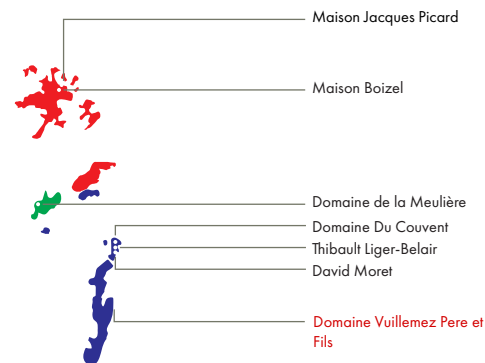 Maison Jacques Picard
Maison Boizel
Domaine de la Meulière
Domaine Du Couvent
Thibault Liger-Belair
David Moret
Domaine Vuillemez Pere et
Fils